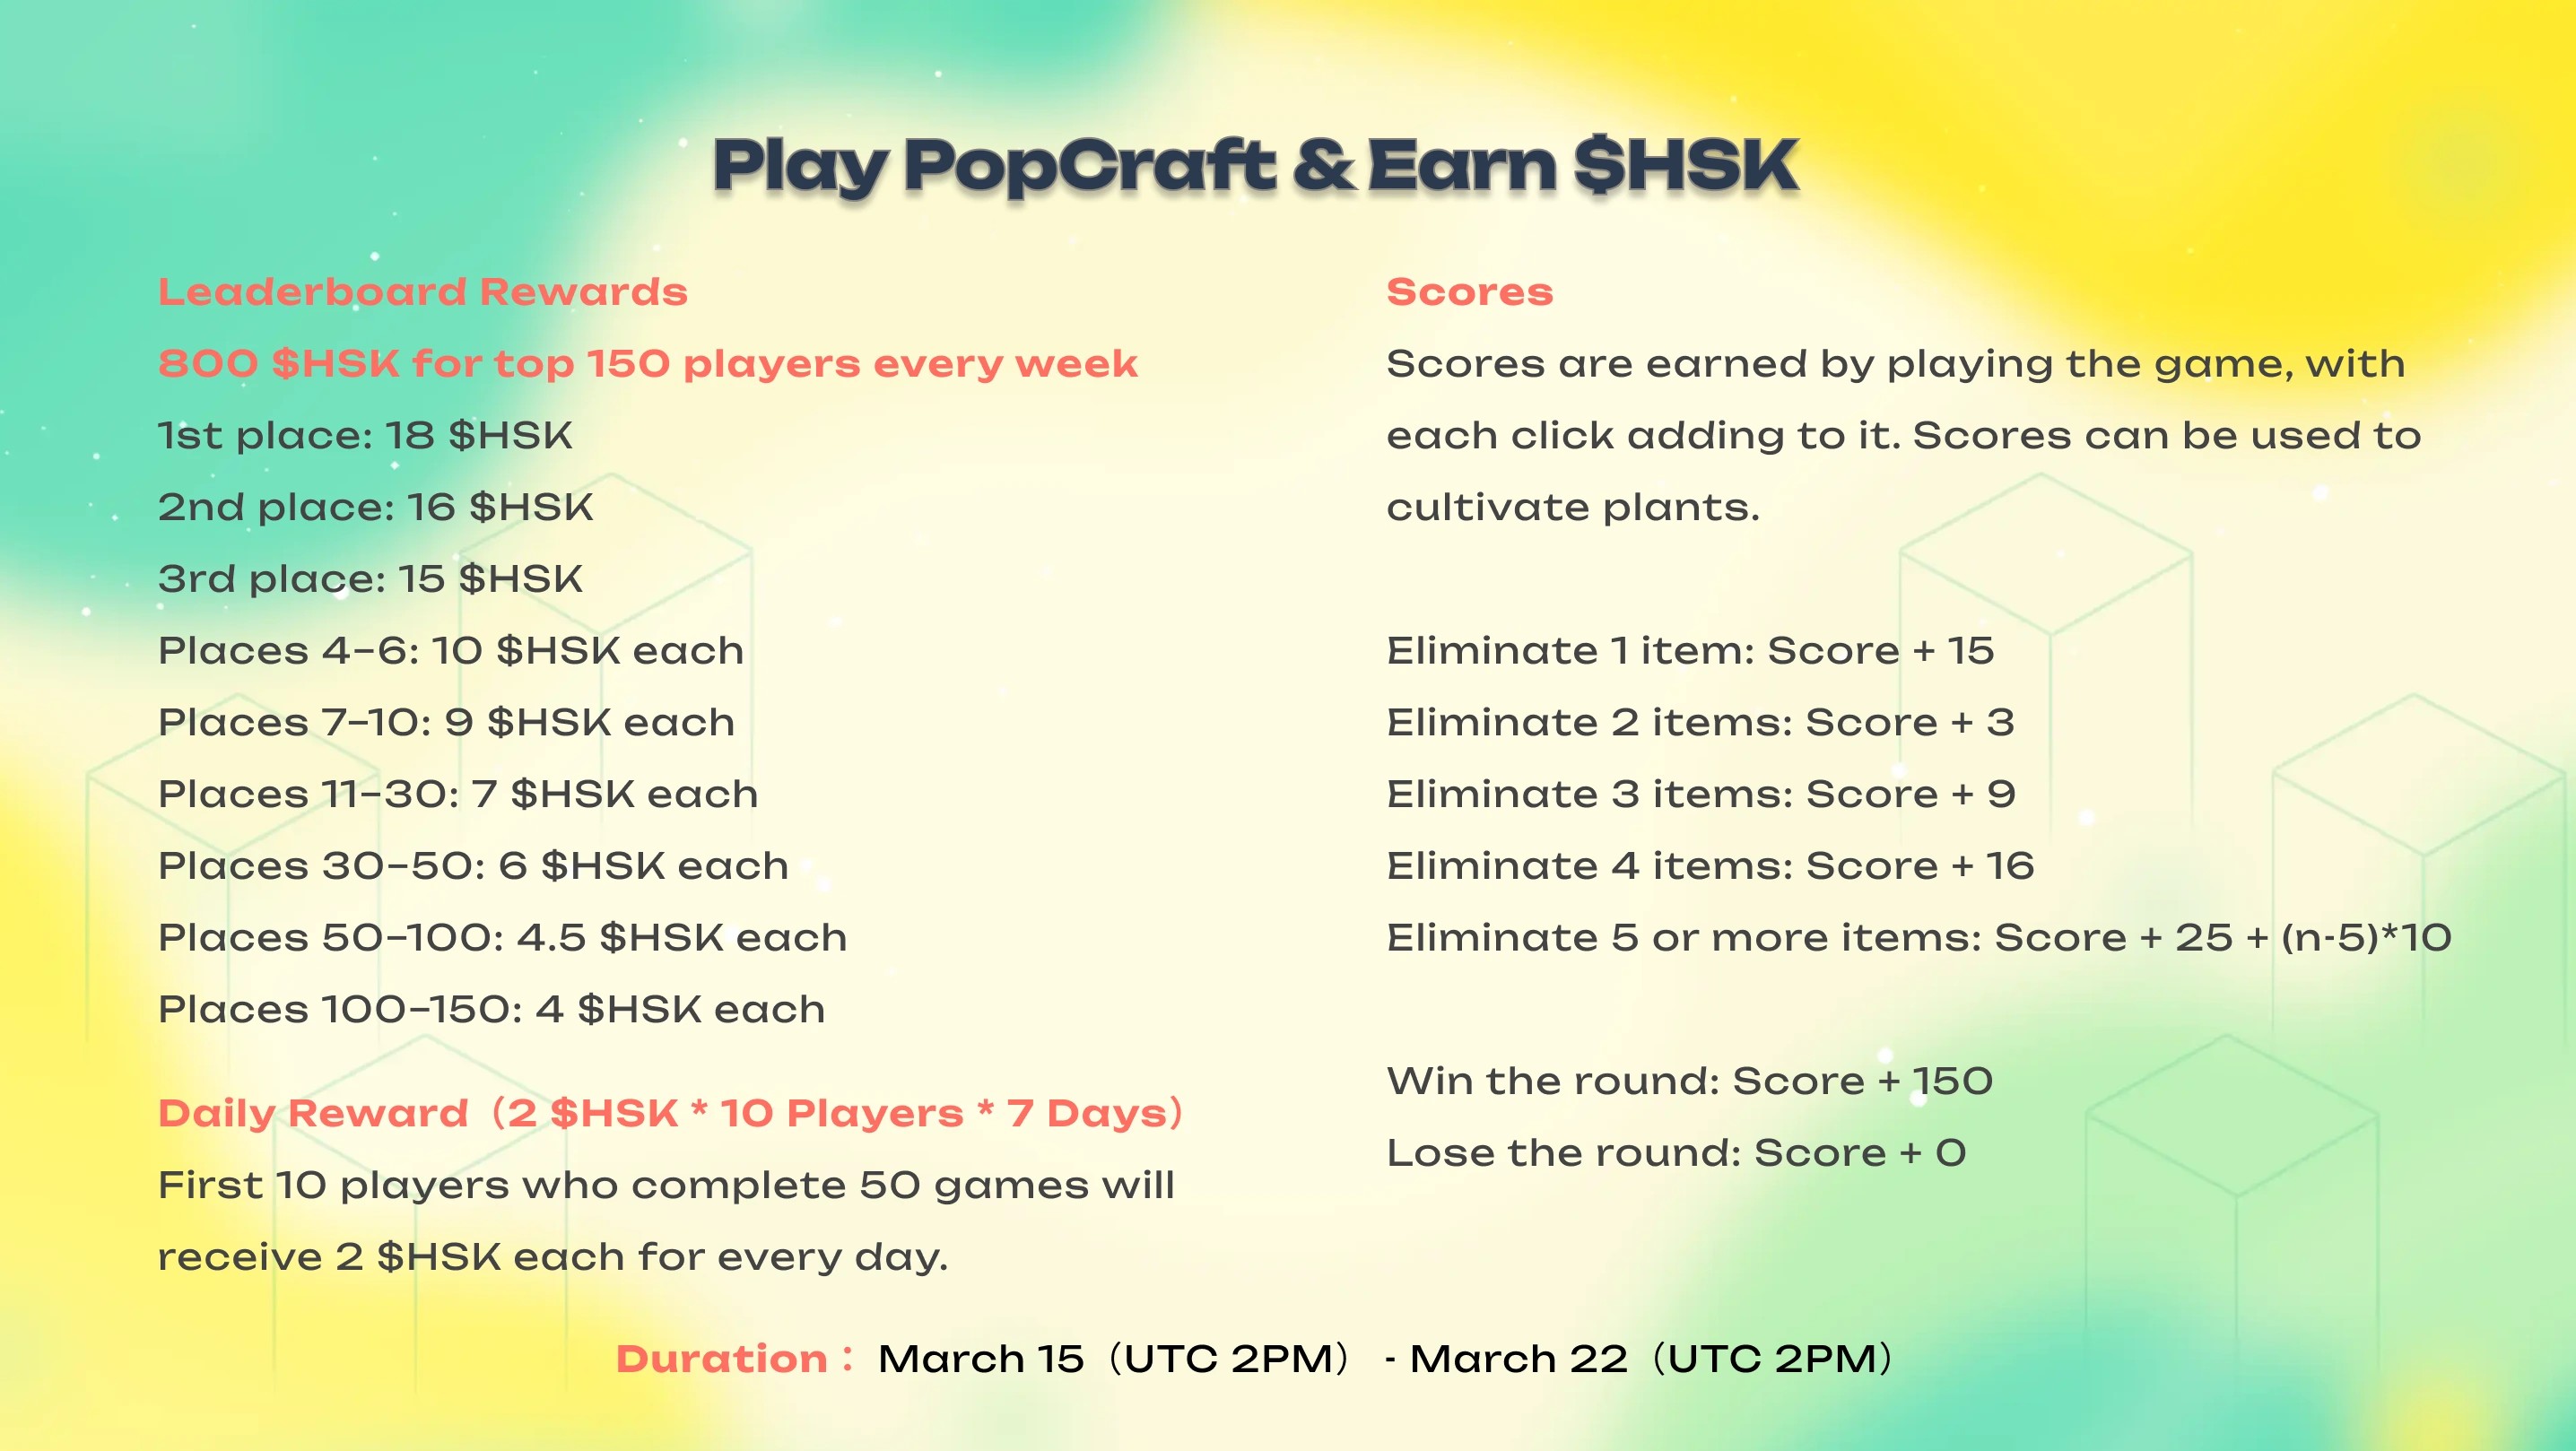 Play PopCraft & Earn $HSK
Leaderboard Rewards
800 $HSK for top 150 players every week
1st place: 18 $HSK
2nd place: 16 $HSK
3rd place: 15 $HSK
Places 4–6: 10 $HSK each
Places 7–10: 9 $HSK each
Places 11–30: 7 $HSK each
Places 30–50: 6 $HSK each
Places 50–100: 4.5 $HSK each
Places 100–150: 4 $HSK each
Daily Reward（2 $HSK * 10 Players * 7 Days）
First 10 players who complete 50 games will
receive 2 $HSK each for every day.
Scores
Scores are earned by playing the game, with
each click adding to it. Scores can be used to
cultivate plants.
Eliminate 1 item: Score + 15
Eliminate 2 items: Score + 3
Eliminate 3 items: Score + 9
Eliminate 4 items: Score + 16
Eliminate 5 or more items: Score + 25 + (n-5)*10
Win the round: Score + 150
Lose the round: Score + 0
Duration： March 15（UTC 2PM） - March 22（UTC 2PM）